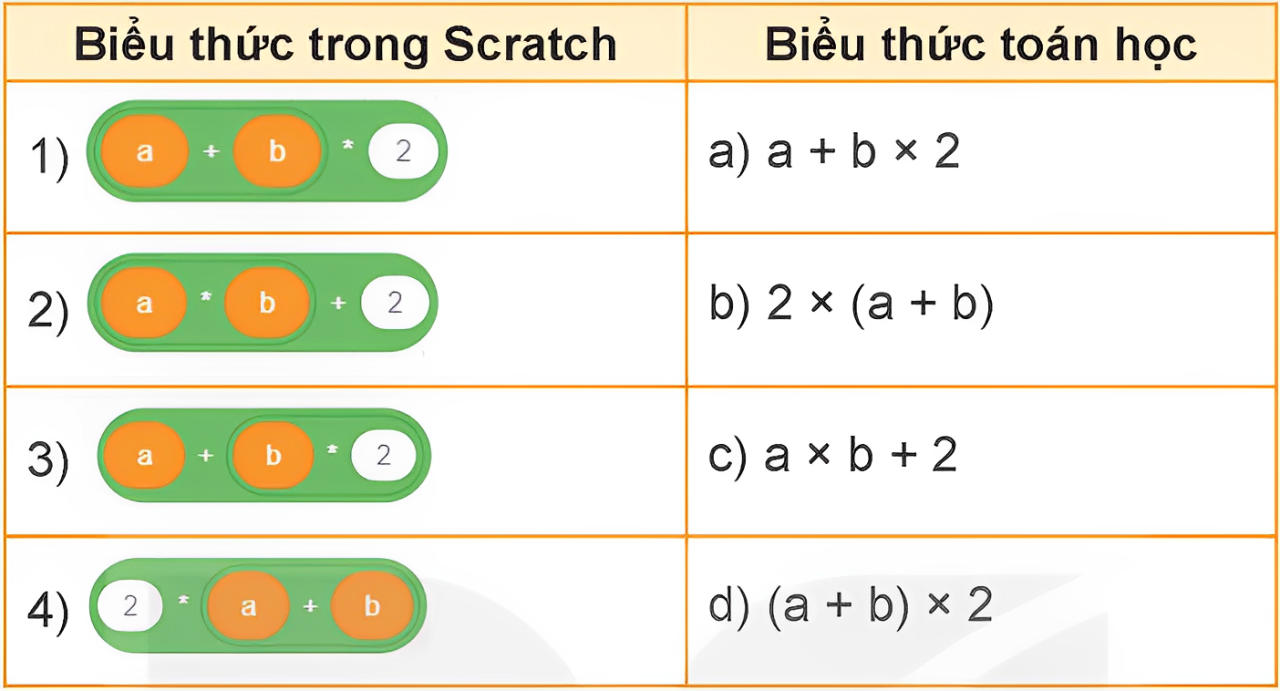 Biểu thức trong Scratch Biểu thức toán học
1) a + b * 2 a) a + b × 2
2) a * b + 2 b) 2 × (a + b)
3) a + b * 2 c) a × b + 2
4) 2 * a + b d) (a + b) × 2